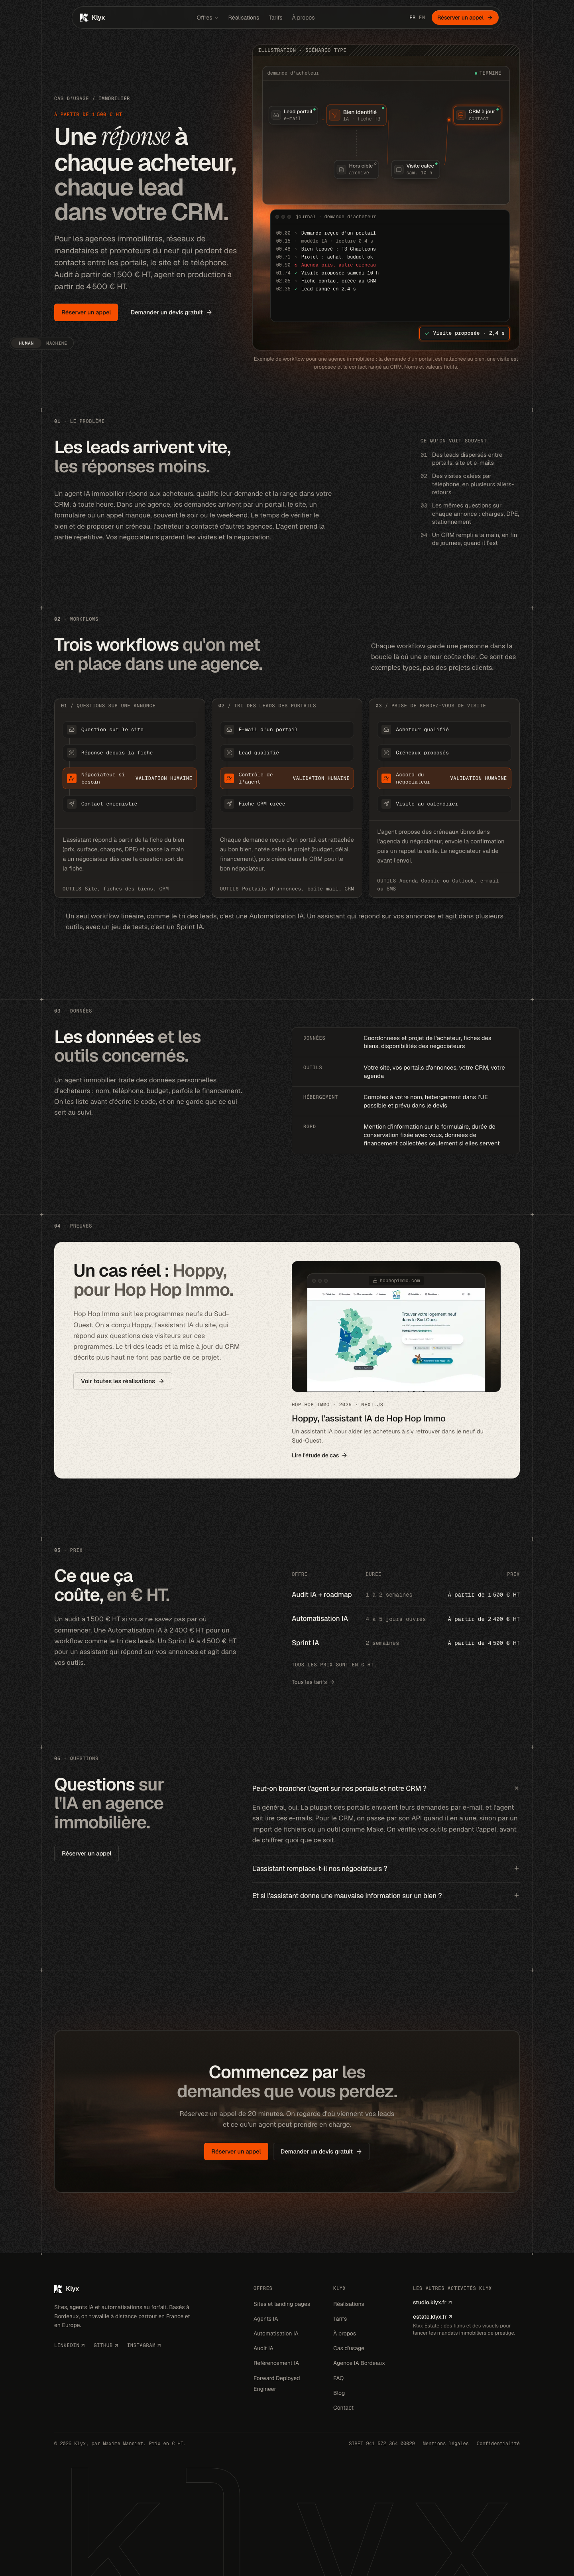 Klyx
Offres
Réalisations
Tarifs
À propos
FR EN
Réserver un appel →
CAS D'USAGE / IMMOBILIER
À PARTIR DE 1 500 € HT
Une réponse à
chaque acheteur,
chaque lead
dans votre CRM.
Pour les agences immobilières, réseaux de
mandataires et promoteurs du neuf qui perdent des
contacts entre les portails, le site et le téléphone.
Audit à partir de 1 500 € HT, agent en production à
partir de 4 500 € HT.
Réserver un appel
Demander un devis gratuit →
HUMAN MACHINE
ILLUSTRATION · SCENARIO TYPE
demande d'acheteur
TERMINÉ
Lead portail
e-mail
Bien identifié
IA · fiche T3
CRM à jour
contact
Hors cible
archivé
Visite calée
sam. 10 h
journal · demande d'acheteur
00.00 › Demande reçue d'un portail
00.18 · modèle IA · lecture 0,4 s
00.48 › Bien trouvé : T3 Chartrons
00.71 › Projet : achat, budget ok
Agenda pris, autre créneau
01.74 ✓ Visite proposée samedi 10 h
Fiche contact créée au CRM
✓ Lead rangé en 2,4 s
✓ Visite proposée · 2,4 s
Exemple de workflow pour une agence immobilière : la demande d'un portail est rattachée au bien, une visite est
proposée et le contact rangé au CRM. Noms et valeurs fictifs.
01 · LE PROBLÈME
Les leads arrivent vite,
les réponses moins.
Un agent IA immobilier répond aux acheteurs, qualifie leur demande et la range dans votre
CRM, à toute heure. Dans une agence, les demandes arrivent par un portail, le site, un
formulaire ou un appel manqué, souvent le soir ou le week-end. Le temps de vérifier le
bien et de proposer un créneau, l'acheteur a contacté d'autres agences. L'agent prend la
partie répétitive. Vos négociateurs gardent les visites et la négociation.
CE QU'ON VOIT SOUVENT
01 Des leads dispersés entre
portails, site et e-mails
02 Des visites calées par
téléphone, en plusieurs allers-
retours
03 Les mêmes questions sur
chaque annonce : charges, DPE,
stationnement
04 Un CRM rempli à la main, en fin
de journée, quand il l'est
02 · WORKFLOWS
Trois workflows qu'on met
en place dans une agence.
Chaque workflow garde une personne dans la
boucle là où une erreur coûte cher. Ce sont des
exemples types, pas des projets clients.
01 / QUESTIONS SUR UNE ANNONCE
Question sur le site
Réponse depuis la fiche
Négociateur si
besoin
VALIDATION HUMAINE
Contact enregistré
L'assistant répond à partir de la fiche du bien
(prix, surface, charges, DPE) et passe la main
à un négociateur dès que la question sort de
la fiche.
OUTILS Site, fiches des biens, CRM
02 / TRI DES LEADS DES PORTAILS
E-mail d'un portail
Lead qualifié
Contrôle de
l'agent
VALIDATION HUMAINE
Fiche CRM créée
Chaque demande reçue d'un portail est rattachée
au bon bien, notée selon le projet (budget, délai,
financement), puis créée dans le CRM pour le
bon négociateur.
OUTILS Portails d'annonces, boîte mail, CRM
03 / PRISE DE RENDEZ-VOUS DE VISITE
Acheteur qualifié
Créneaux proposés
Accord du
négociateur
VALIDATION HUMAINE
Visite au calendrier
L'agent propose des créneaux libres dans
l'agenda du négociateur, envoie la confirmation
puis un rappel la veille. Le négociateur valide
avant l'envoi.
OUTILS Agenda Google ou Outlook, e-mail
ou SMS
Un seul workflow linéaire, comme le tri des leads, c'est une Automatisation IA. Un assistant qui répond sur vos annonces et agit dans plusieurs
outils, avec un jeu de tests, c'est un Sprint IA.
03 · DONNÉES
Les données et les
outils concernés.
Un agent immobilier traite des données personnelles
d'acheteurs : nom, téléphone, budget, parfois le financement.
On les liste avant d'écrire le code, et on ne garde que ce qui
sert au suivi.
DONNÉES
Coordonnées et projet de l'acheteur, fiches des
biens, disponibilités des négociateurs
OUTILS
Votre site, vos portails d'annonces, votre CRM, votre
agenda
HÉBERGEMENT
Comptes à votre nom, hébergement dans l'UE
possible et prévu dans le devis
RGPD
Mention d'information sur le formulaire, durée de
conservation fixée avec vous, données de
financement collectées seulement si elles servent
04 · PREUVES
Un cas réel : Hoppy,
pour Hop Hop Immo.
Hop Hop Immo suit les programmes neufs du Sud-
Ouest. On a conçu Hoppy, l'assistant IA du site, qui
répond aux questions des visiteurs sur ces
programmes. Le tri des leads et la mise à jour du CRM
décrits plus haut ne font pas partie de ce projet.
Voir toutes les réalisations →
hophopimmo.com
Trouver votre logement neuf
dans le Sud-Ouest
HOP HOP IMMO · 2026 · NEXT.JS
Hoppy, l'assistant IA de Hop Hop Immo
Un assistant IA pour aider les acheteurs à s'y retrouver dans le neuf du
Sud-Ouest.
Lire l'étude de cas →
05 · PRIX
Ce que ça
coûte, en € HT.
Un audit à 1 500 € HT si vous ne savez pas par où
commencer. Une Automatisation IA à 2 400 € HT pour un
workflow comme le tri des leads. Un Sprint IA à 4 500 € HT
pour un assistant qui répond sur vos annonces et agit dans
vos outils.
OFFRE DURÉE PRIX
Audit IA + roadmap 1 à 2 semaines À partir de 1 500 € HT
Automatisation IA 4 à 5 jours ouvrés À partir de 2 400 € HT
Sprint IA 2 semaines À partir de 4 500 € HT
TOUS LES PRIX SONT EN € HT.
Tous les tarifs →
06 · QUESTIONS
Questions sur
l'IA en agence
immobilière.
Réserver un appel
Peut-on brancher l'agent sur nos portails et notre CRM ?
En général, oui. La plupart des portails envoient leurs demandes par e-mail, et l'agent
sait lire ces e-mails. Pour le CRM, on passe par son API quand il en a une, sinon par un
import de fichiers ou un outil comme Make. On vérifie vos outils pendant l'appel, avant
de chiffrer quoi que ce soit.
L'assistant remplace-t-il nos négociateurs ?
Et si l'assistant donne une mauvaise information sur un bien ?
Commencez par les
demandes que vous perdez.
Réservez un appel de 20 minutes. On regarde d'où viennent vos leads
et ce qu'un agent peut prendre en charge.
Réserver un appel
Demander un devis gratuit →
Klyx
Sites, agents IA et automatisations au forfait. Basés à
Bordeaux, on travaille à distance partout en France et
en Europe.
LINKEDIN ↗ GITHUB ↗ INSTAGRAM ↗
OFFRES
Sites et landing pages
Agents IA
Automatisation IA
Audit IA
Référencement IA
Forward Deployed
Engineer
KLYX
Réalisations
Tarifs
À propos
Cas d'usage
Agence IA Bordeaux
FAQ
Blog
Contact
LES AUTRES ACTIVITÉS KLYX
studio.klyx.fr ↗
estate.klyx.fr ↗
Klyx Estate : des films et des visuels pour
lancer les mandats immobiliers de prestige.
© 2026 Klyx, par Maxime Mansiet. Prix en € HT.
SIRET 941 572 364 00029 Mentions légales Confidentialité
klyx